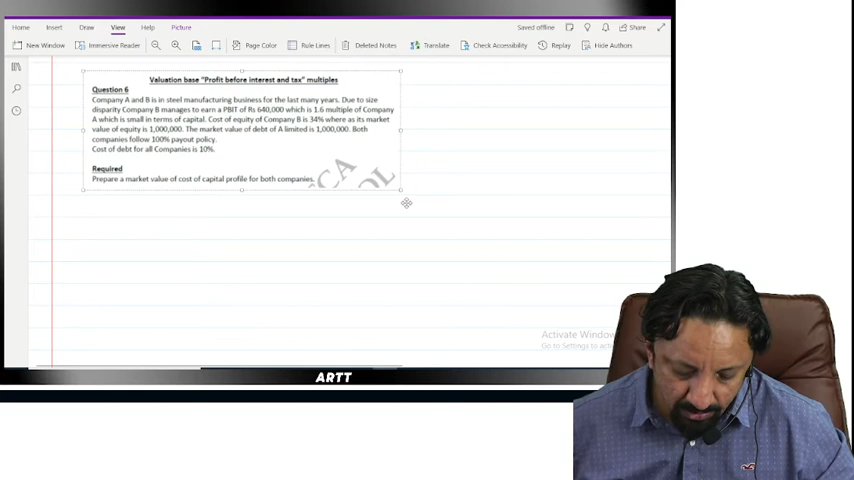 Home Insert Draw View Help Picture Saved offline Share
New Window Immersive Reader Page Color Rule Lines Deleted Notes Translate Check Accessibility Replay Hide Authors
Valuation base "Profit before interest and tax" multiples
Question 6
Company A and B is in steel manufacturing business for the last many years. Due to size
disparity Company B manages to earn a PBIT of Rs 640,000 which is 1.6 multiple of Company
A which is small in terms of capital. Cost of equity of Company B is 34% where as its market
value of equity is 1,000,000. The market value of debt of A limited is 1,000,000. Both
companies follow 100% payout policy.
Cost of debt for all Companies is 10%.
Required
Prepare a market value of cost of capital profile for both companies.
CA
OL
Activate Window
Go to Settings to acti
ARTT